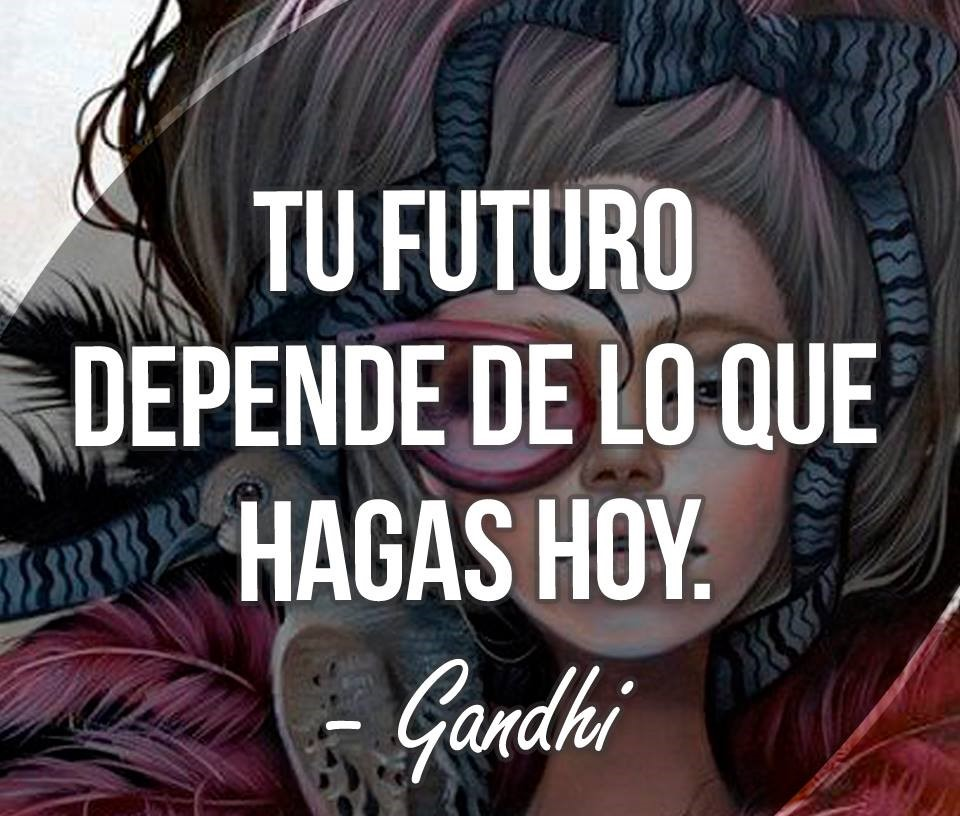 TU FUTURO
DEPENDE DE LO QUE
HAGAS HOY.
- Gandhi